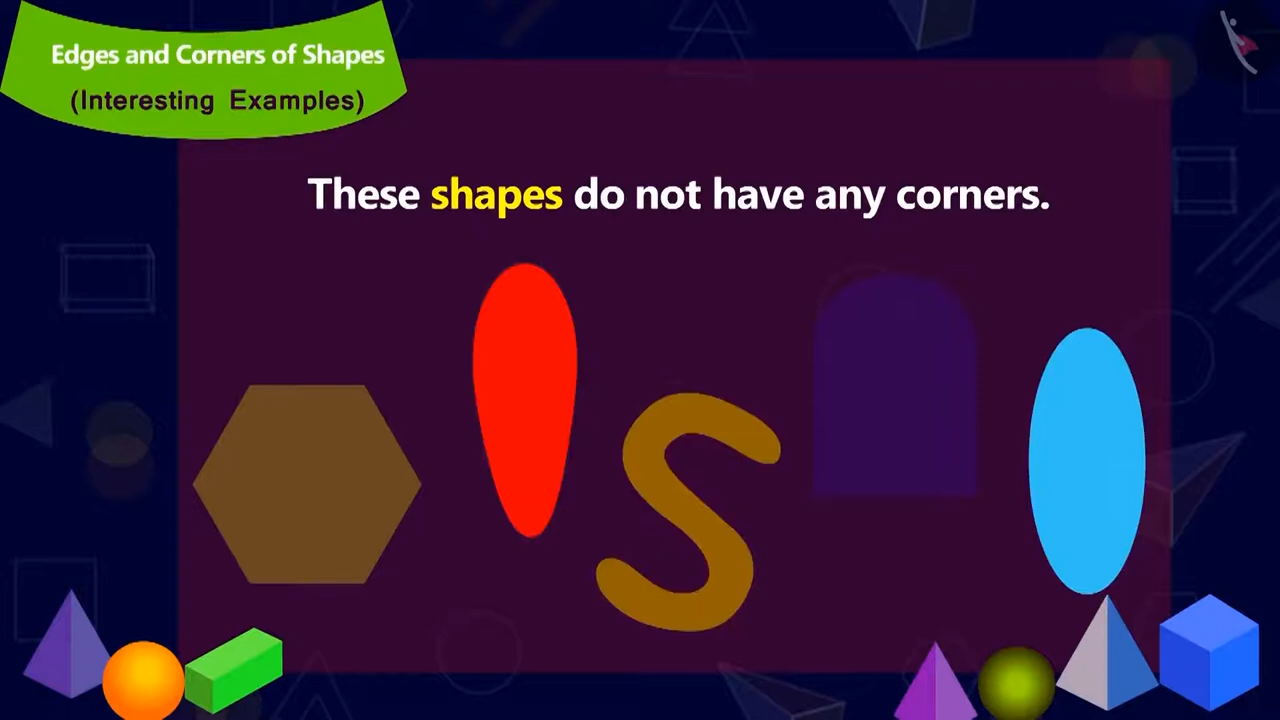 Edges and Corners of Shapes
(Interesting Examples)
These shapes do not have any corners.